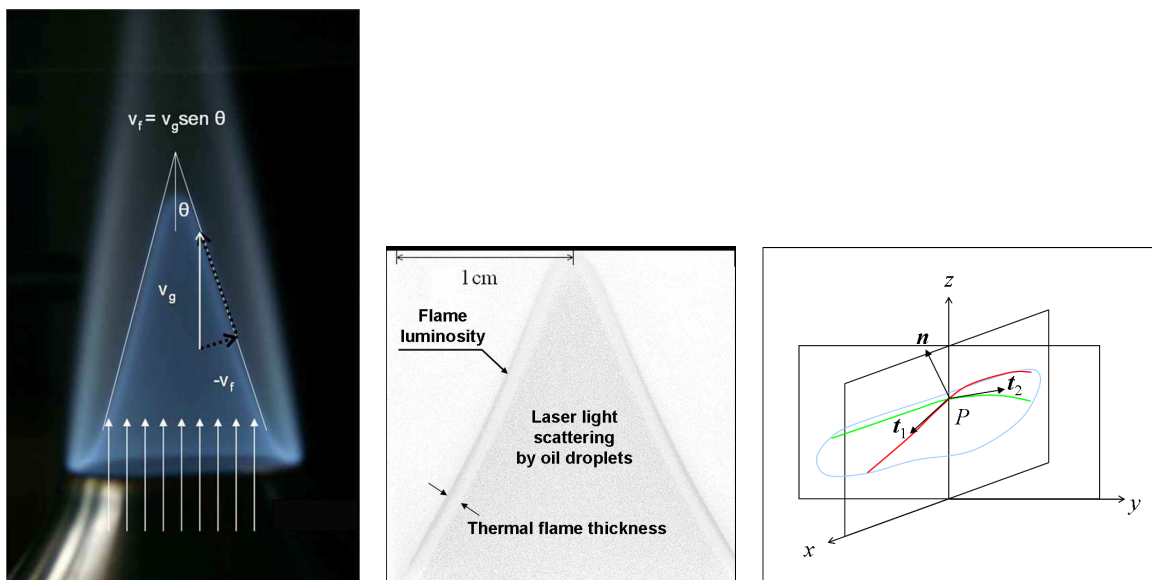 v_f = v_g sen θ
θ
v_g
-v_f
1cm
Flame
luminosity
Laser light
scattering
by oil droplets
Thermal flame thickness
z
n
t_2
t_1
P
y
x